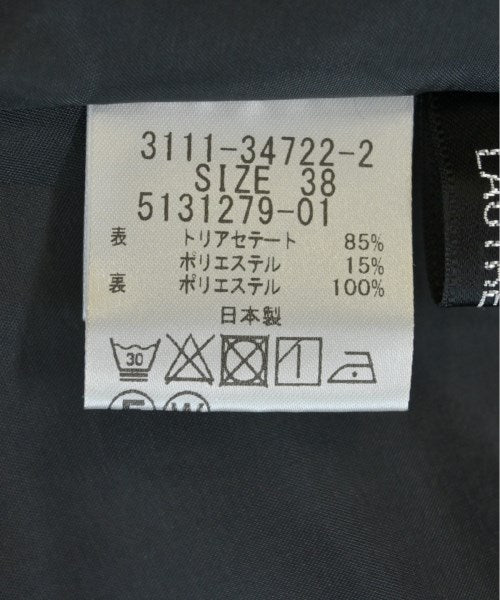 3111-34722-2
SIZE 38
5131279-01
表 トリアセテート 85%
ポリエステル 15%
裏 ポリエステル 100%
日本製
30
W